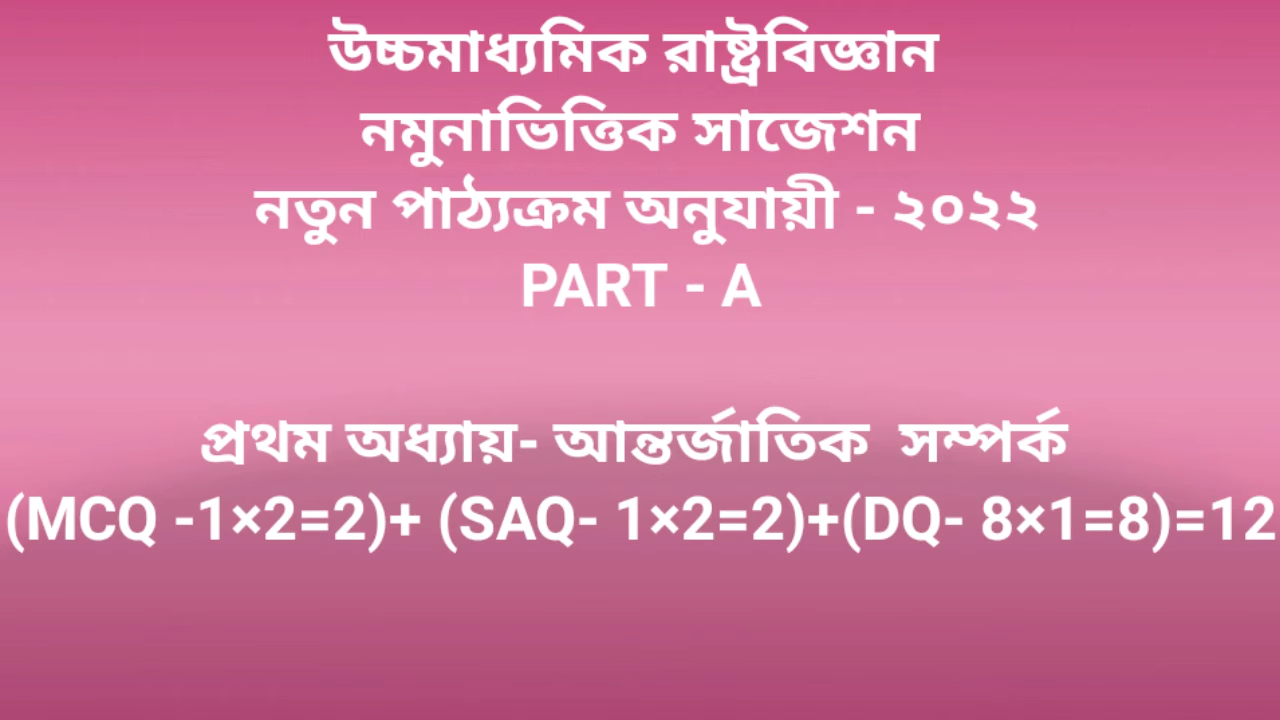 উচ্চমাধ্যমিক রাষ্ট্রবিজ্ঞান
নমুনাভিত্তিক সাজেশন
নতুন পাঠ্যক্রম অনুযায়ী - ২০২২
PART - A
প্রথম অধ্যায়- আন্তর্জাতিক সম্পর্ক
(MCQ -1×2=2)+ (SAQ- 1×2=2)+(DQ- 8×1=8)=12